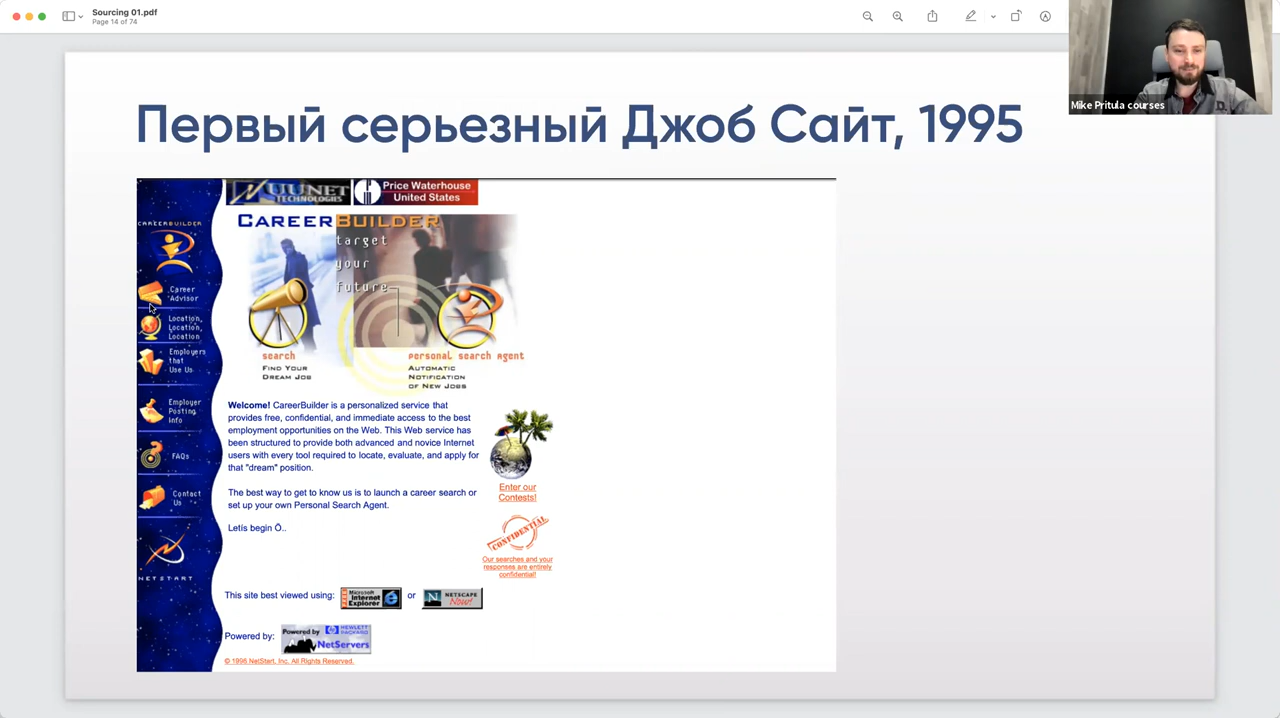 Sourcing 01.pdf
Page 14 of 74
Mike Pritula courses
Первый серьезный Джоб Сайт, 1995
UUNET
TECHNOLOGIES
Price Waterhouse
United States
CAREERBUILDER
CAREERBUILDER
target
your
future
Career
Advisor
Location,
Location,
Location
Employers
that
Use Us
Employer
Posting
Info
FAQs
Contact
Us
NETSTART
search
FIND YOUR
DREAM JOB
personal search agent
AUTOMATIC
NOTIFICATION
OF NEW JOBS
Welcome! CareerBuilder is a personalized service that
provides free, confidential, and immediate access to the best
employment opportunities on the Web. This Web service has
been structured to provide both advanced and novice Internet
users with every tool required to locate, evaluate, and apply for
that "dream" position.
The best way to get to know us is to launch a career search or
set up your own Personal Search Agent.
Letís begin Ö..
Enter our
Contests!
CONFIDENTIAL
Our searches and your
responses are entirely
confidential!
This site best viewed using:
Microsoft
Internet
Explorer
or
NETSCAPE
Now!
Powered by:
Powered by
HEWLETT
PACKARD
NetServers
© 1996 NetStart, Inc. All Rights Reserved.